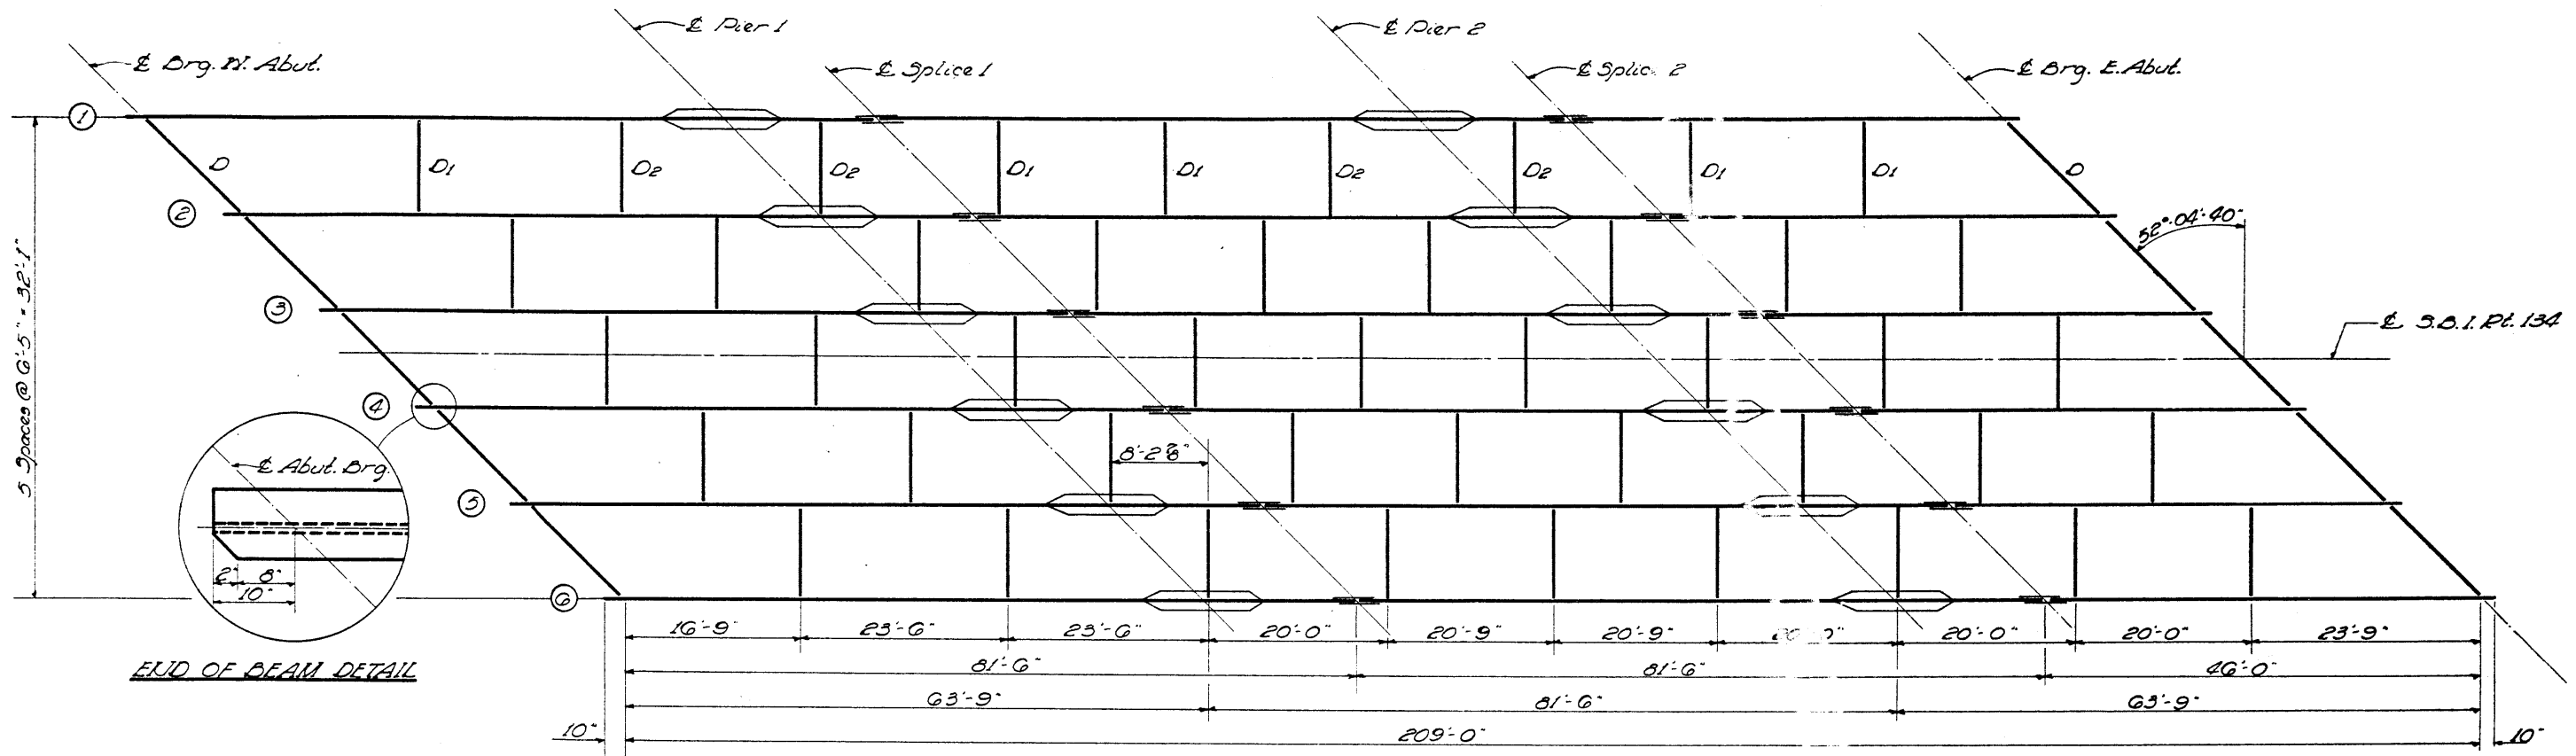 ℄ Pier 1
℄ Pier 2
℄ Brg. W. Abut.
℄ Splice 1
℄ Splic 2
℄ Brg. E. Abut.
1
D
D1
D2
D2
D1
D1
D2
D2
D1
D1
D
2
52°-04'-40"
3
℄ S.B.I. Rt. 134
5 Spaces @ 6'-5" = 32'-1"
4
℄ Abut. Brg.
8'-2⅞"
5
2"
8"
10"
6
END OF BEAM DETAIL
16'-9"
23'-6"
23'-6"
20'-0"
20'-9"
20'-9"
20'-0"
20'-0"
23'-9"
81'-6"
81'-6"
46'-0"
63'-9"
81'-6"
63'-9"
10"
209'-0"
10"